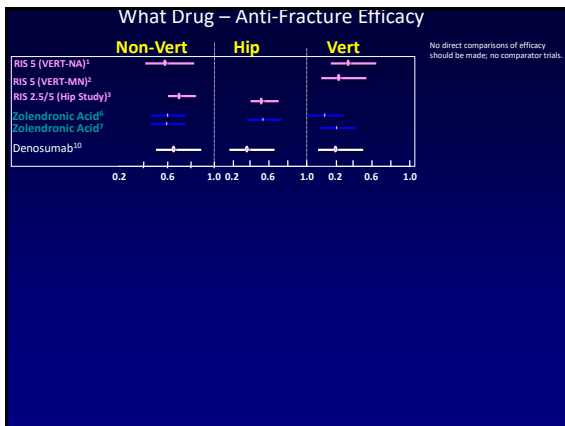 What Drug – Anti-Fracture Efficacy
Non-Vert Hip Vert
No direct comparisons of efficacy
should be made; no comparator trials.
RIS 5 (VERT-NA)¹
RIS 5 (VERT-MN)²
RIS 2.5/5 (Hip Study)³
Zolendronic Acid⁶
Zolendronic Acid⁷
Denosumab¹⁰
0.2 0.6 1.0 0.2 0.6 1.0 0.2 0.6 1.0